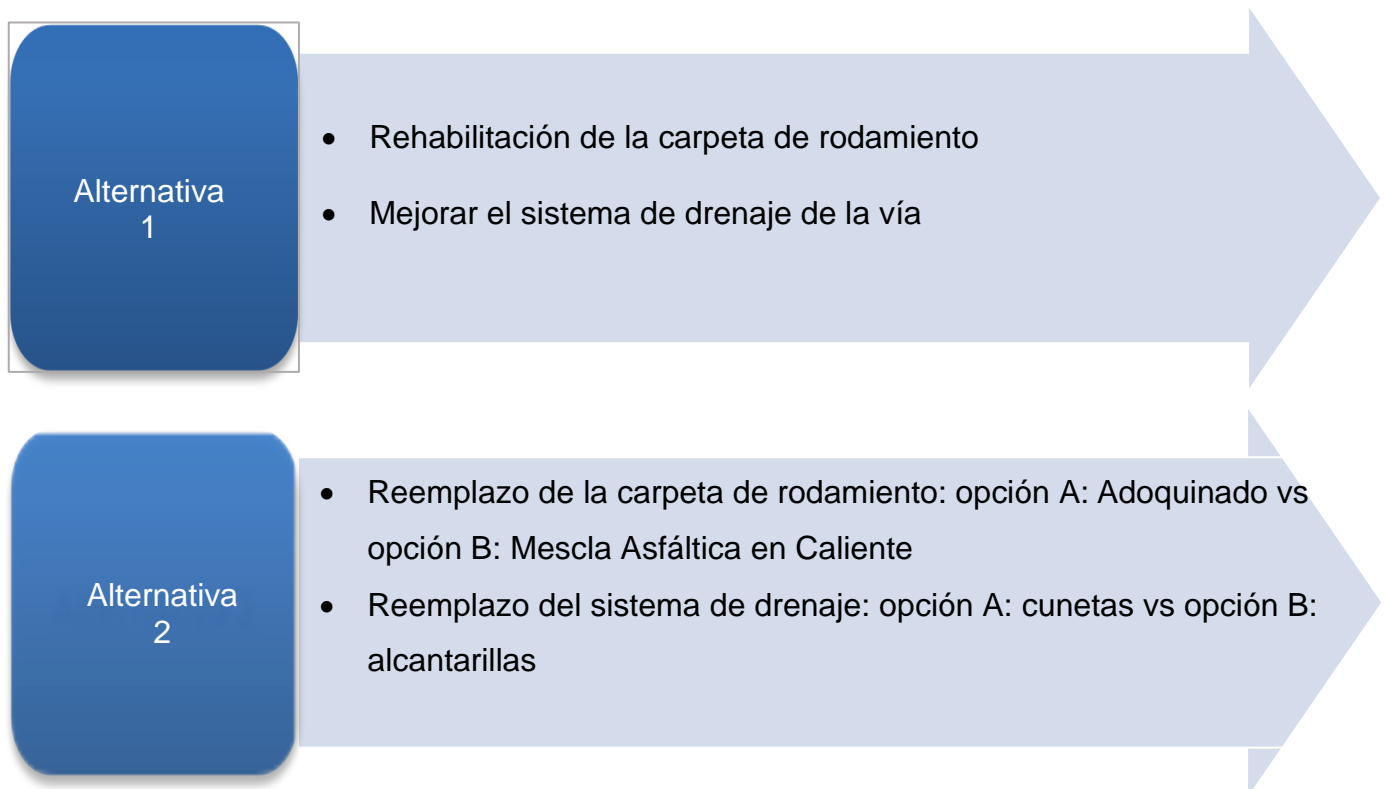 Alternativa
1
• Rehabilitación de la carpeta de rodamiento
• Mejorar el sistema de drenaje de la vía
Alternativa
2
• Reemplazo de la carpeta de rodamiento: opción A: Adoquinado vs
opción B: Mescla Asfáltica en Caliente
• Reemplazo del sistema de drenaje: opción A: cunetas vs opción B:
alcantarillas